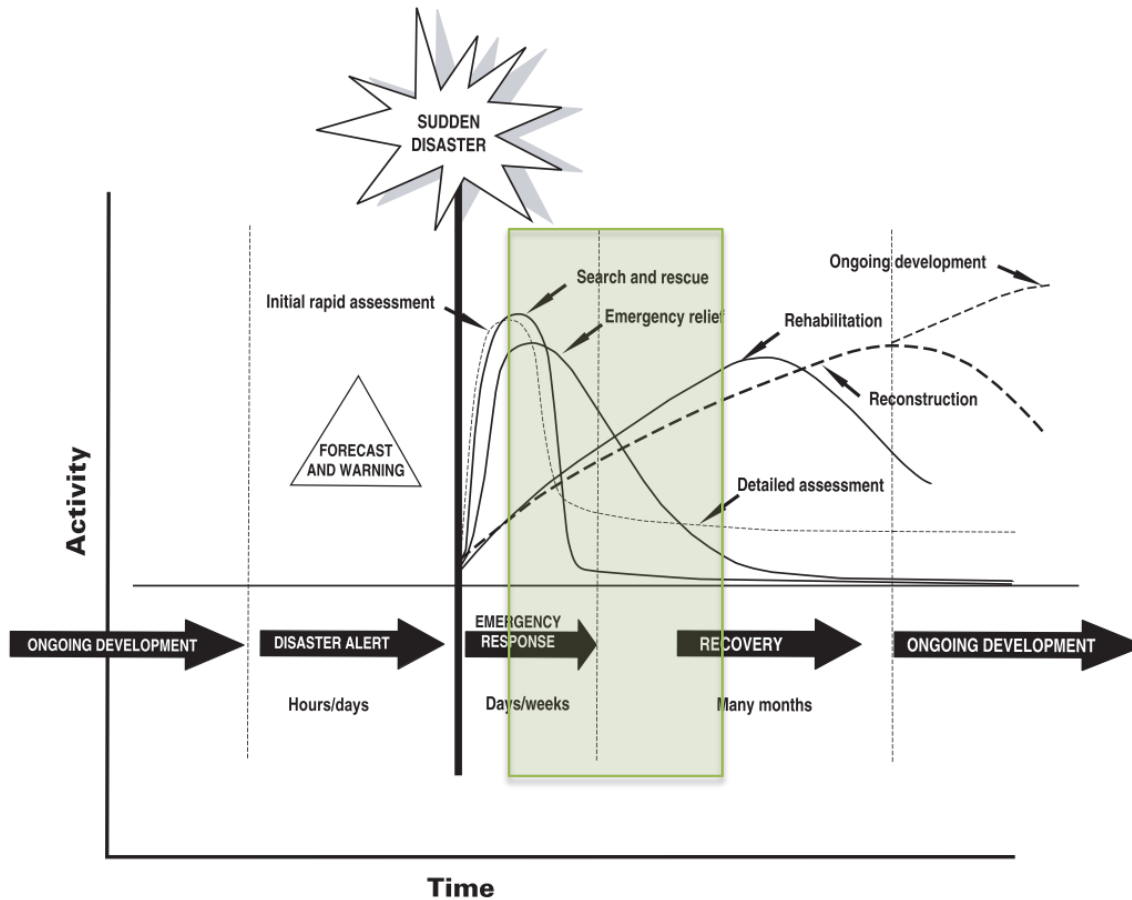 SUDDEN
DISASTER
Ongoing development
Search and rescue
Initial rapid assessment
Emergency relief
Rehabilitation
Reconstruction
FORECAST
AND WARNING
Detailed assessment
Activity
ONGOING DEVELOPMENT
DISASTER ALERT
EMERGENCY
RESPONSE
RECOVERY
ONGOING DEVELOPMENT
Hours/days
Days/weeks
Many months
Time